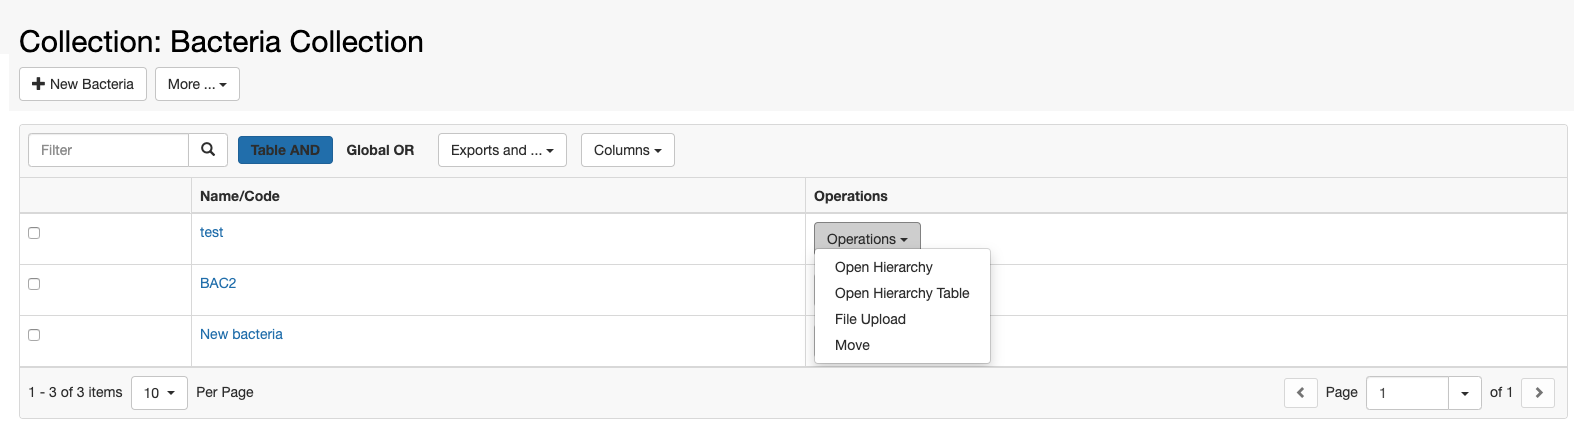 Collection: Bacteria Collection
New Bacteria More ...
Filter Table AND Global OR Exports and ... Columns
Name/Code Operations
test Operations
Open Hierarchy
BAC2
Open Hierarchy Table
File Upload
New bacteria
Move
1 - 3 of 3 items 10 Per Page Page 1 of 1